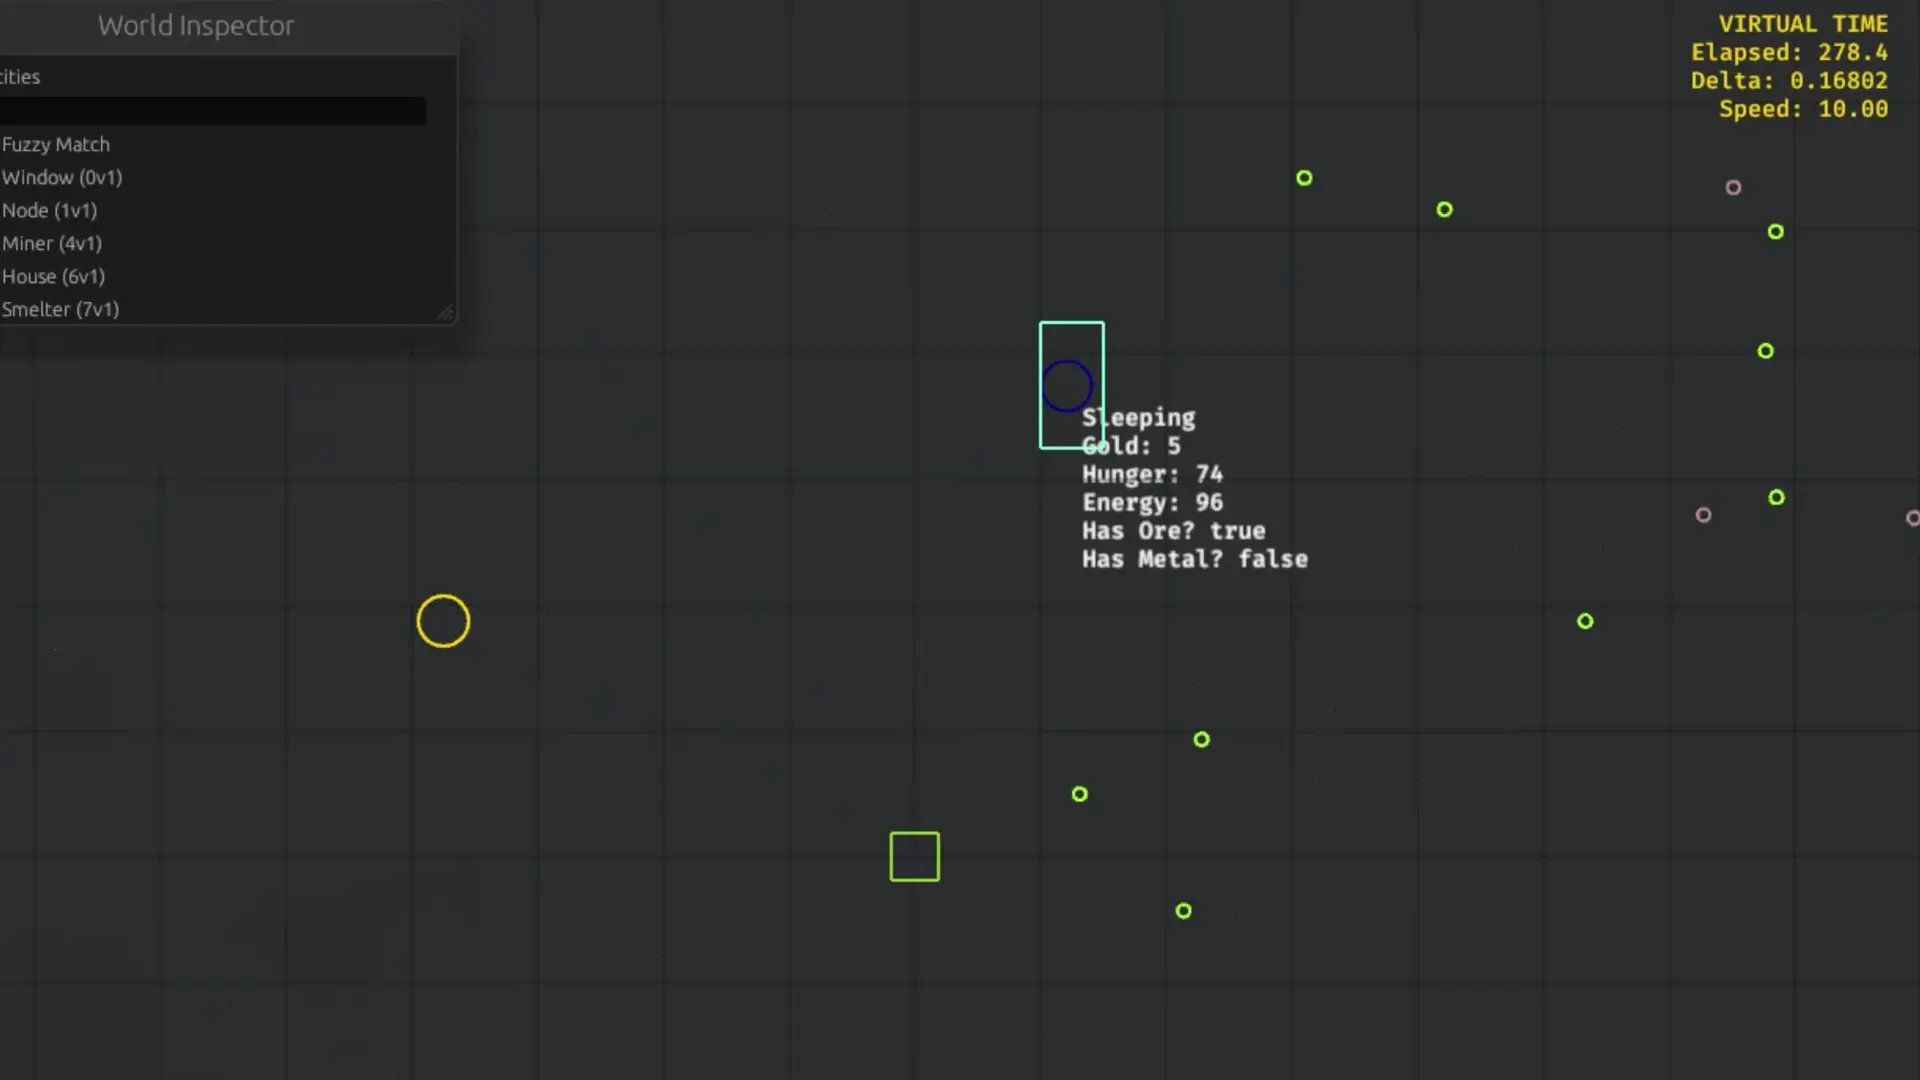 World Inspector
tities
Fuzzy Match
Window (0v1)
Node (1v1)
Miner (4v1)
House (6v1)
Smelter (7v1)
VIRTUAL TIME
Elapsed: 278.4
Delta: 0.16802
Speed: 10.00
Sleeping
Gold: 5
Hunger: 74
Energy: 96
Has Ore? true
Has Metal? false